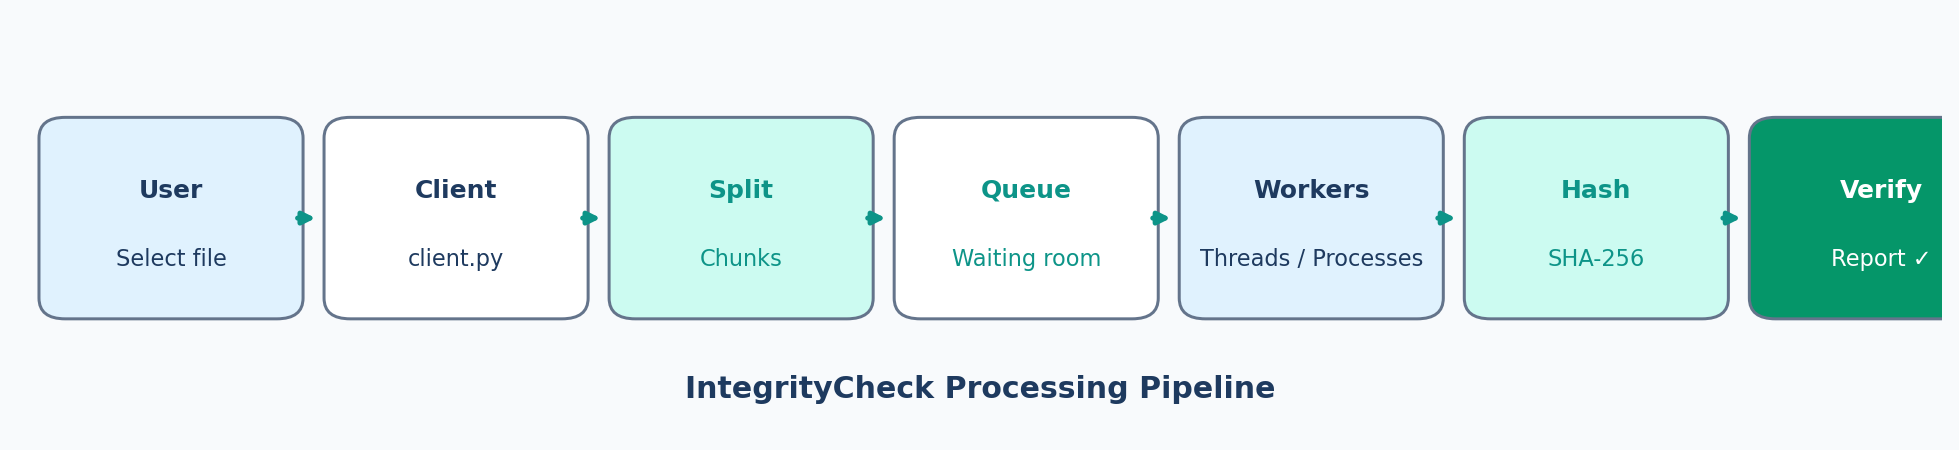 User
Select file
Client
client.py
Split
Chunks
Queue
Waiting room
Workers
Threads / Processes
Hash
SHA-256
Verify
Report ✓
IntegrityCheck Processing Pipeline